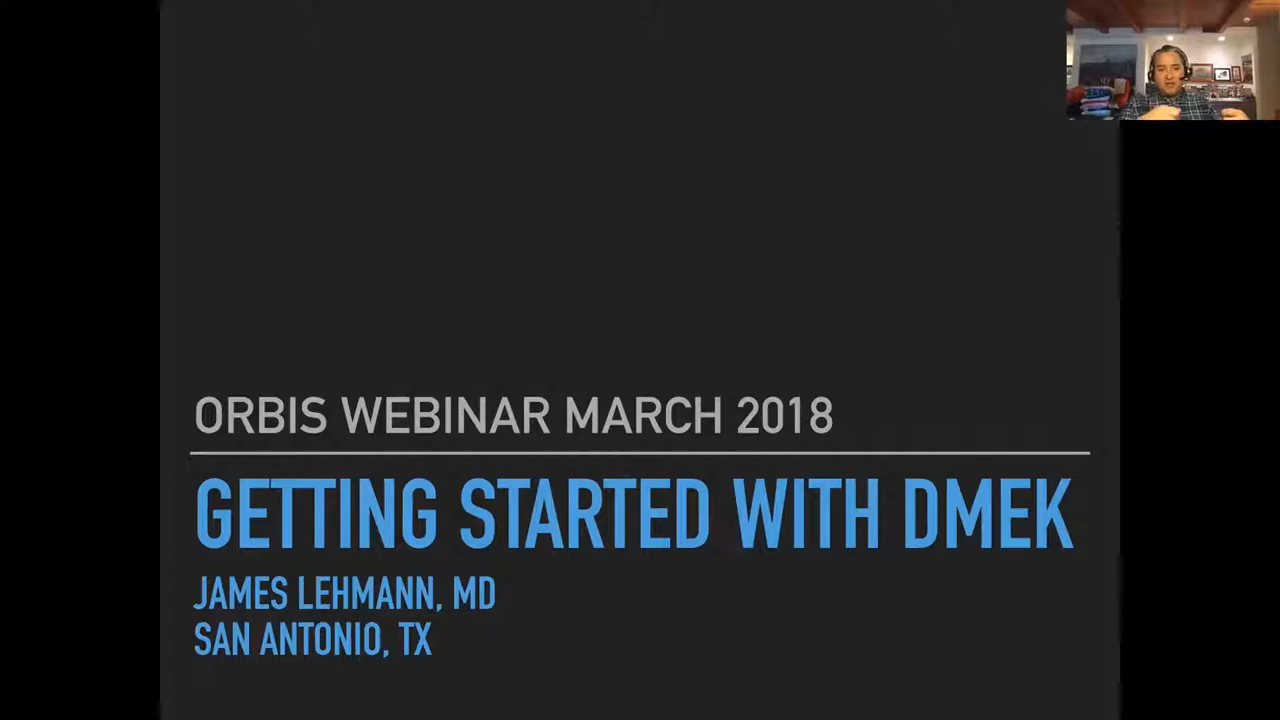 ORBIS WEBINAR MARCH 2018
GETTING STARTED WITH DMEK
JAMES LEHMANN, MD
SAN ANTONIO, TX